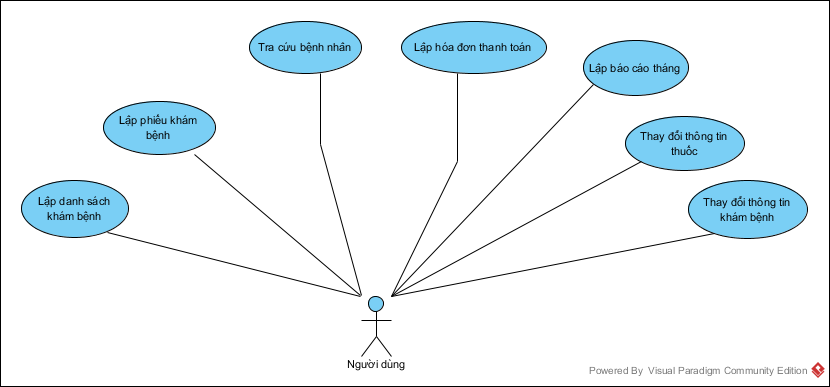 Tra cứu bệnh nhân
Lập hóa đơn thanh toán
Lập báo cáo tháng
Lập phiếu khám
bệnh
Thay đổi thông tin
thuốc
Lập danh sách
khám bệnh
Thay đổi thông tin
khám bệnh
Người dùng
Powered By Visual Paradigm Community Edition